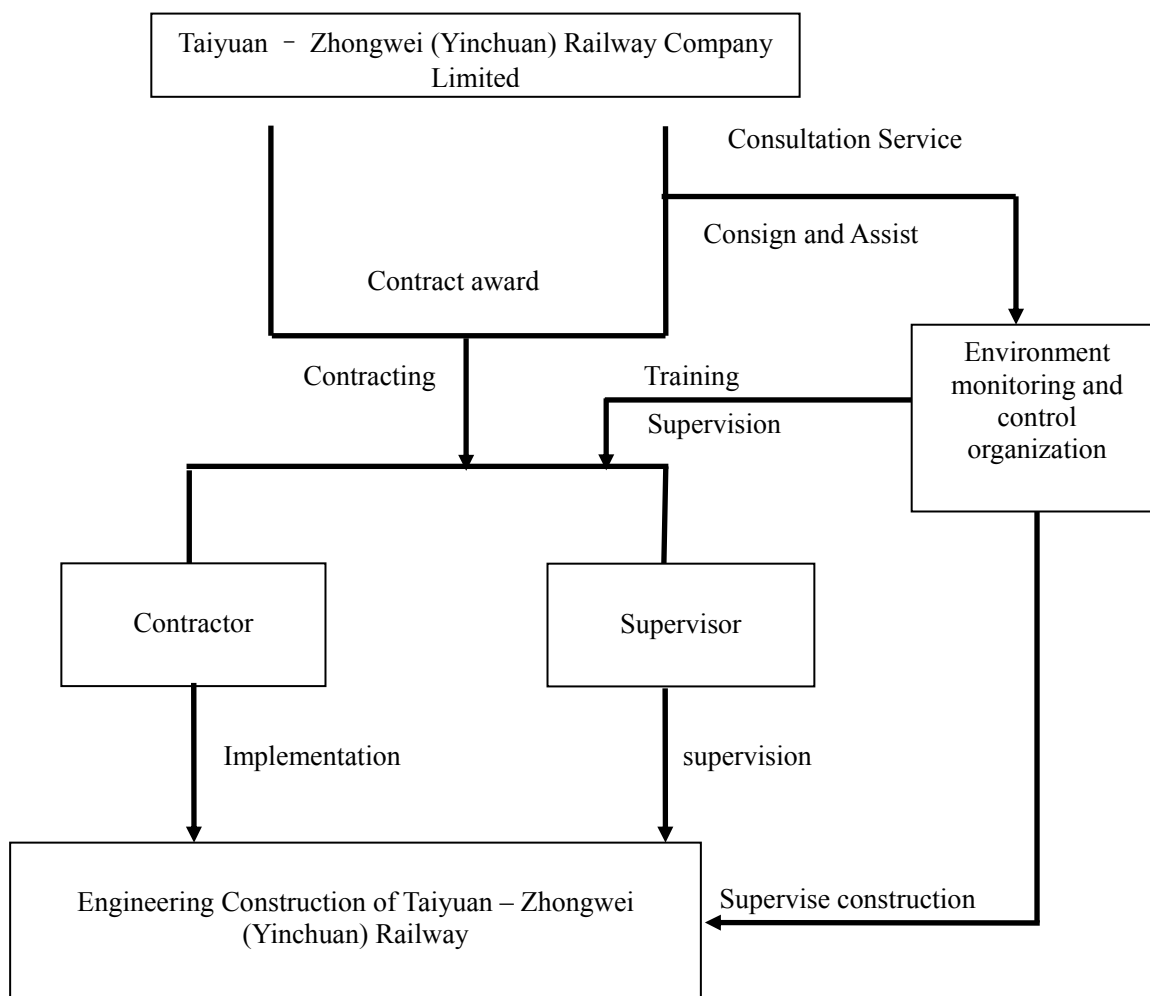 Taiyuan – Zhongwei (Yinchuan) Railway Company
Limited
Consultation Service
Consign and Assist
Contract award
Contracting
Training
Supervision
Environment
monitoring and
control
organization
Contractor
Supervisor
Implementation
supervision
Supervise construction
Engineering Construction of Taiyuan – Zhongwei
(Yinchuan) Railway